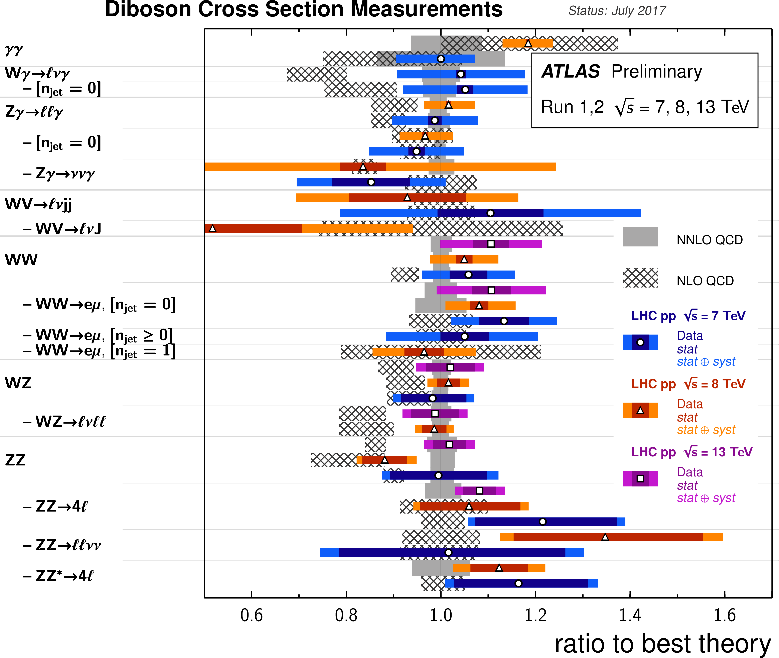 Diboson Cross Section Measurements
Status: July 2017
γγ
Wγ→ℓνγ
– [n_jet = 0]
Zγ→ℓℓγ
– [n_jet = 0]
– Zγ→ννγ
WV→ℓνjj
– WV→ℓνJ
WW
– WW→eμ, [n_jet = 0]
– WW→eμ, [n_jet ≥ 0]
– WW→eμ, [n_jet = 1]
WZ
– WZ→ℓνℓℓ
ZZ
– ZZ→4ℓ
– ZZ→ℓℓνν
– ZZ*→4ℓ
ATLAS Preliminary
Run 1,2 √s = 7, 8, 13 TeV
NNLO QCD
NLO QCD
LHC pp √s = 7 TeV
Data
stat
stat ⊕ syst
LHC pp √s = 8 TeV
Data
stat
stat ⊕ syst
LHC pp √s = 13 TeV
Data
stat
stat ⊕ syst
0.6 0.8 1.0 1.2 1.4 1.6
ratio to best theory